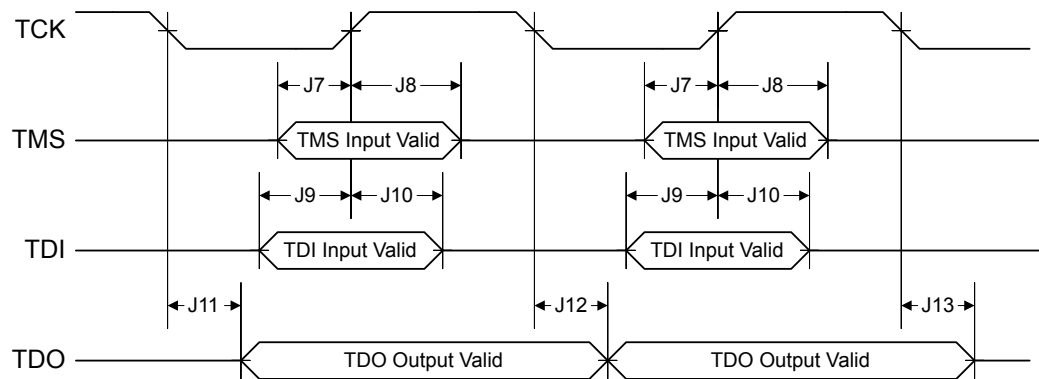 TCK
J7 J8 J7 J8
TMS TMS Input Valid TMS Input Valid
J9 J10 J9 J10
TDI TDI Input Valid TDI Input Valid
J11 J12 J13
TDO TDO Output Valid TDO Output Valid